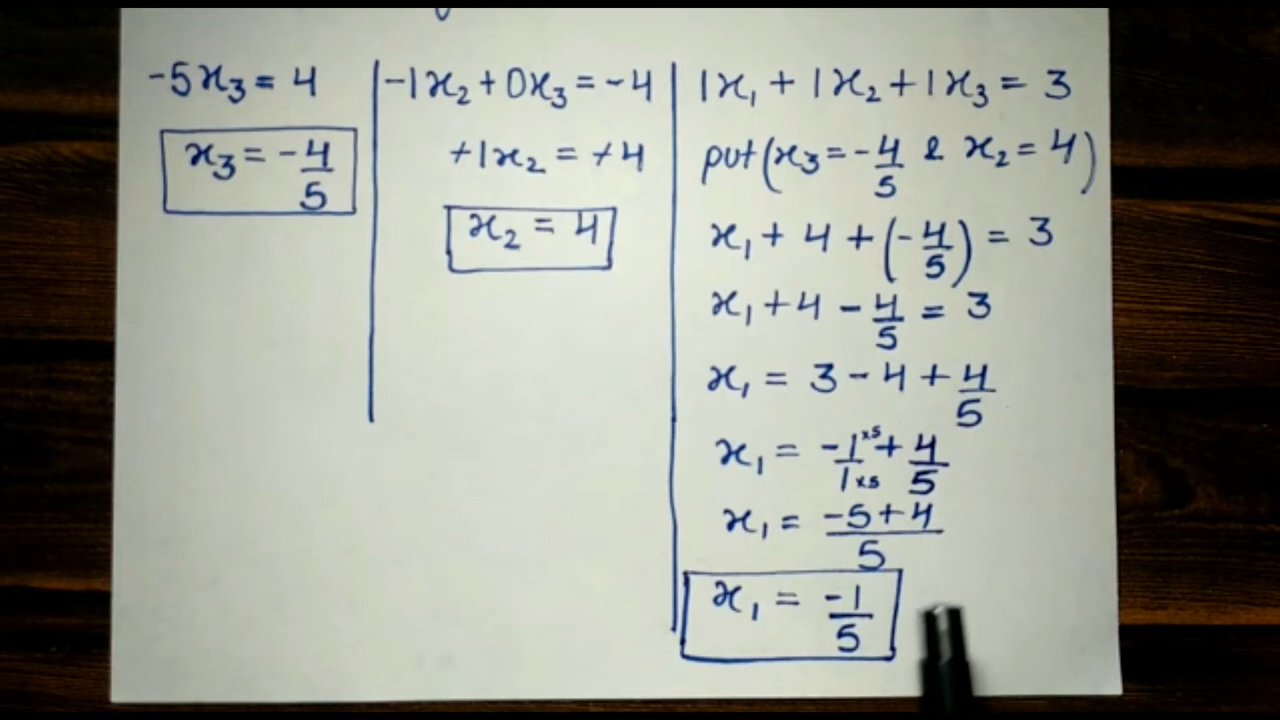 -5x₃ = 4
x₃ = -4/5
-1x₂ + 0x₃ = -4
+1x₂ = +4
x₂ = 4
1x₁ + 1x₂ + 1x₃ = 3
put (x₃ = -4/5 & x₂ = 4)
x₁ + 4 + (-4/5) = 3
x₁ + 4 - 4/5 = 3
x₁ = 3 - 4 + 4/5
x₁ = -1×5/1×5 + 4/5
x₁ = -5+4/5
x₁ = -1/5